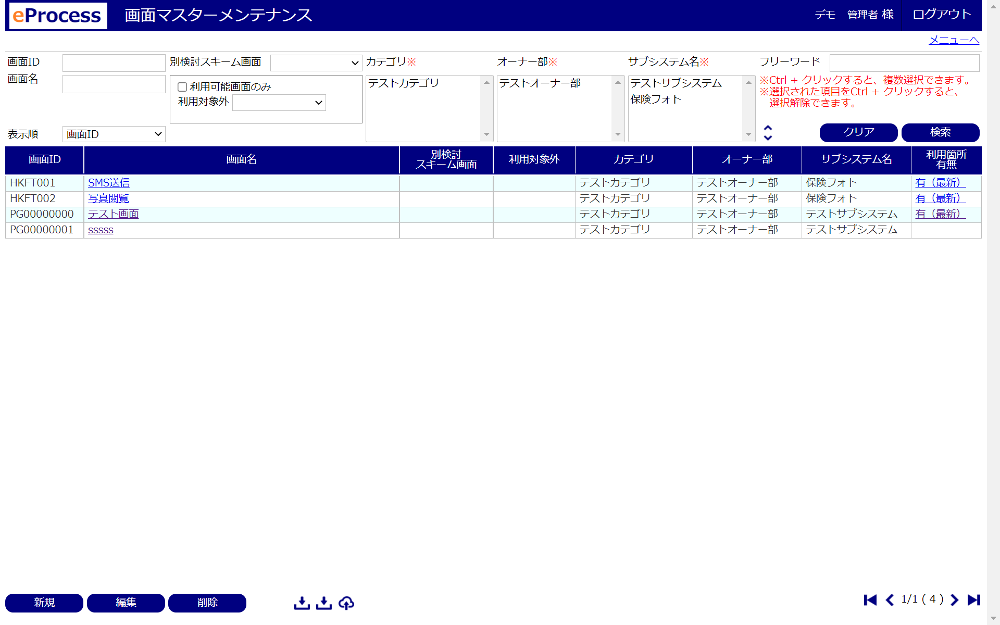 eProcess 画面マスターメンテナンス デモ 管理者 様 ログアウト
メニューへ
画面ID 別検討スキーム画面 カテゴリ※ オーナー部※ サブシステム名※ フリーワード
画面名
利用可能画面のみ
利用対象外
テストカテゴリ
テストオーナー部
テストサブシステム
保険フォト
※Ctrl + クリックすると、複数選択できます。
※選択された項目をCtrl + クリックすると、
選択解除できます。
表示順 画面ID
クリア 検索
画面ID 画面名 別検討 スキーム画面 利用対象外 カテゴリ オーナー部 サブシステム名 利用箇所 有無
HKFT001 SMS送信 テストカテゴリ テストオーナー部 保険フォト 有（最新）
HKFT002 写真閲覧 テストカテゴリ テストオーナー部 保険フォト 有（最新）
PG00000000 テスト画面 テストカテゴリ テストオーナー部 テストサブシステム 有（最新）
PG00000001 sssss テストカテゴリ テストオーナー部 テストサブシステム
新規 編集 削除 1/1 ( 4 )